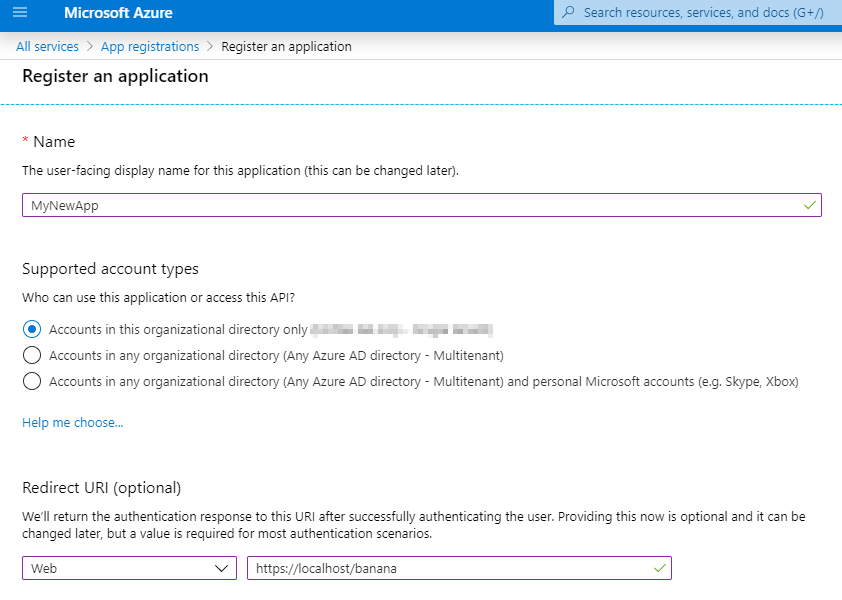 Microsoft Azure
Search resources, services, and docs (G+/)
All services > App registrations > Register an application
Register an application
* Name
The user-facing display name for this application (this can be changed later).
MyNewApp
Supported account types
Who can use this application or access this API?
Accounts in this organizational directory only
Accounts in any organizational directory (Any Azure AD directory - Multitenant)
Accounts in any organizational directory (Any Azure AD directory - Multitenant) and personal Microsoft accounts (e.g. Skype, Xbox)
Help me choose...
Redirect URI (optional)
We'll return the authentication response to this URI after successfully authenticating the user. Providing this now is optional and it can be
changed later, but a value is required for most authentication scenarios.
Web
https://localhost/banana